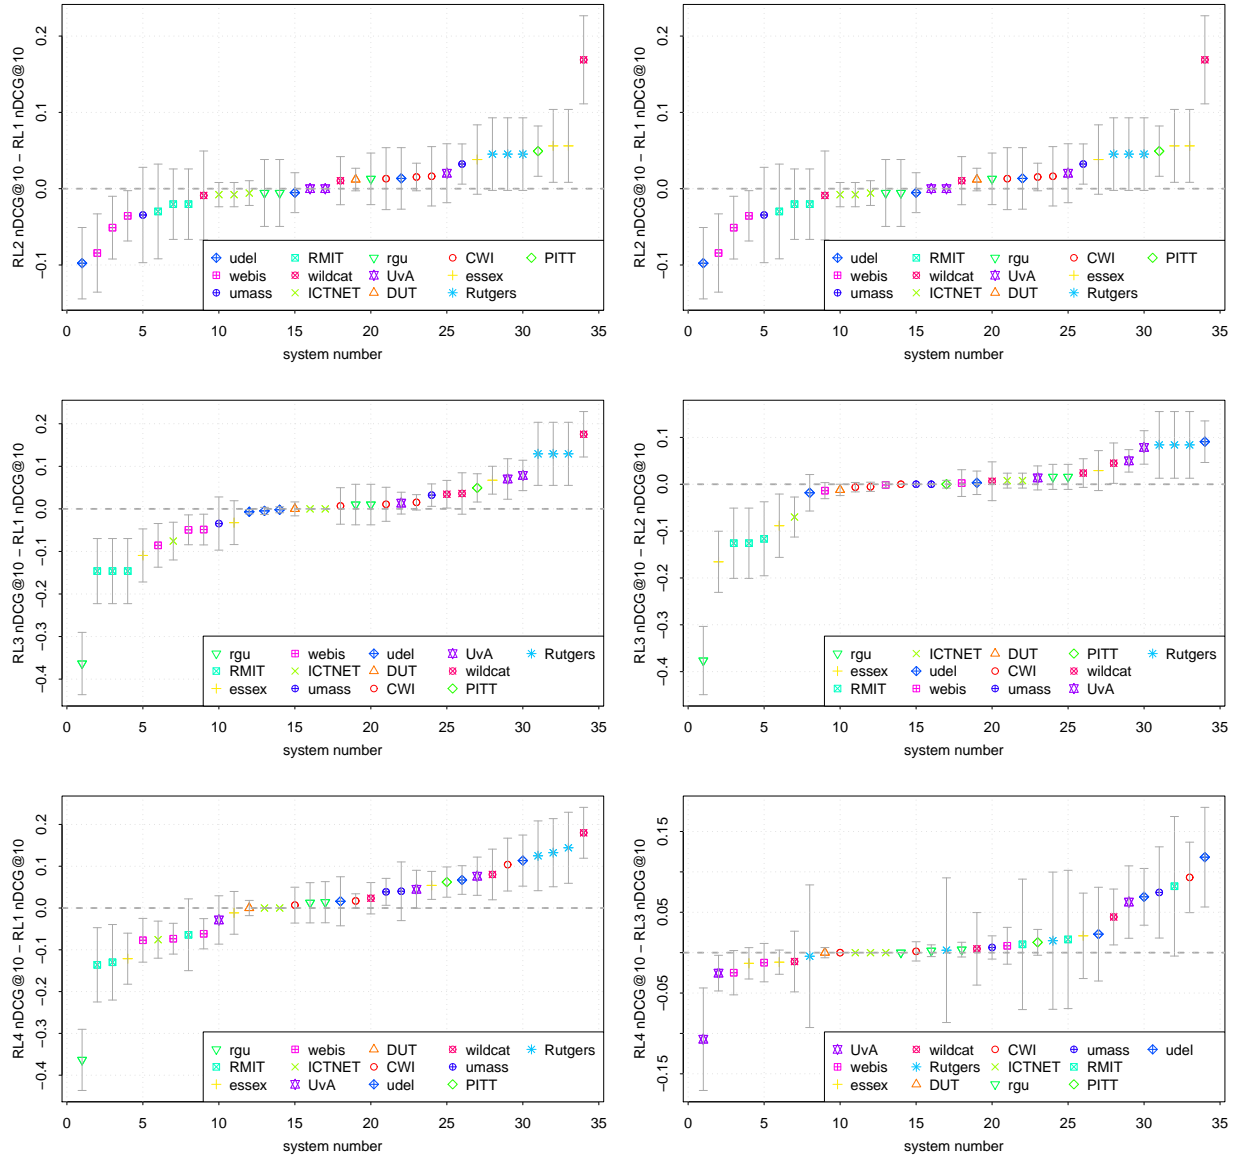 RL2 nDCG@10 − RL1 nDCG@10
−0.1 0.0 0.1 0.2
udel RMIT rgu CWI PITT
webis wildcat UvA essex
umass ICTNET DUT Rutgers
0 5 10 15 20 25 30 35
system number
RL2 nDCG@10 − RL1 nDCG@10
−0.1 0.0 0.1 0.2
udel RMIT rgu CWI PITT
webis wildcat UvA essex
umass ICTNET DUT Rutgers
0 5 10 15 20 25 30 35
system number
RL3 nDCG@10 − RL1 nDCG@10
−0.4 −0.3 −0.2 −0.1 0.0 0.1 0.2
rgu webis udel UvA Rutgers
RMIT ICTNET DUT wildcat
essex umass CWI PITT
0 5 10 15 20 25 30 35
system number
RL3 nDCG@10 − RL2 nDCG@10
−0.4 −0.3 −0.2 −0.1 0.0 0.1
rgu ICTNET DUT PITT Rutgers
essex udel CWI wildcat
RMIT webis umass UvA
0 5 10 15 20 25 30 35
system number
RL4 nDCG@10 − RL1 nDCG@10
−0.4 −0.3 −0.2 −0.1 0.0 0.1 0.2
rgu webis DUT wildcat Rutgers
RMIT ICTNET CWI umass
essex UvA udel PITT
0 5 10 15 20 25 30 35
system number
RL4 nDCG@10 − RL3 nDCG@10
−0.15 −0.05 0.05 0.15
UvA wildcat CWI umass udel
webis Rutgers ICTNET RMIT
essex DUT rgu PITT
0 5 10 15 20 25 30 35
system number